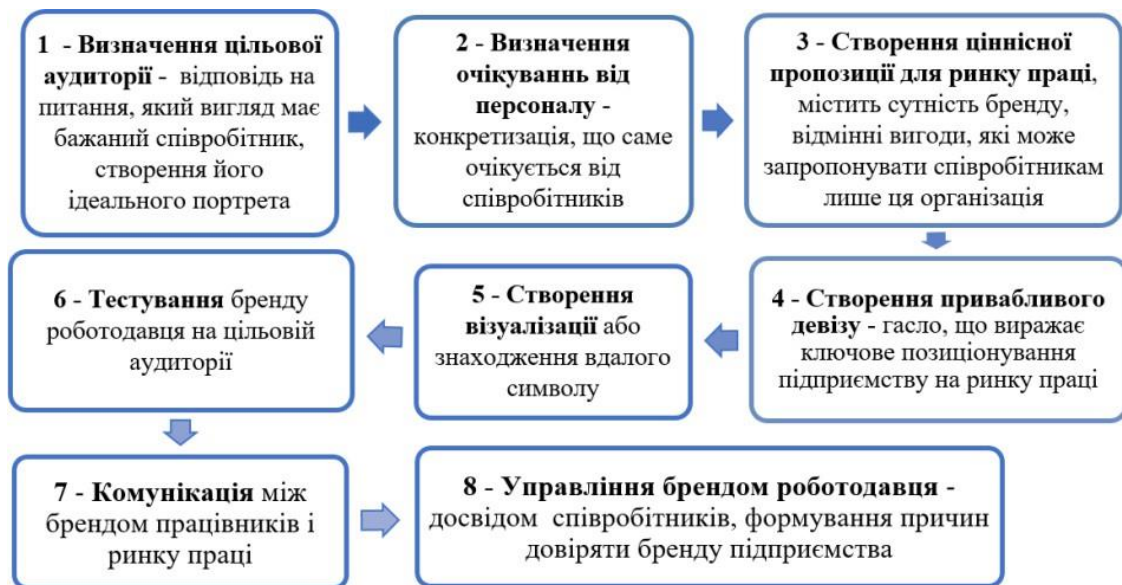 1 - Визначення цільової
аудиторії - відповідь на
питання, який вигляд має
бажаний співробітник,
створення його
ідеального портрета
2 - Визначення
очікуваннь від
персоналу -
конкретизація, що саме
очікується від
співробітників
3 - Створення ціннісної
пропозиції для ринку праці,
містить сутність бренду,
відмінні вигоди, які може
запропонувати співробітникам
лише ця організація
4 - Створення привабливого
девізу - гасло, що виражає
ключове позиціонування
підприємству на ринку праці
5 - Створення
візуалізації або
знаходження вдалого
символу
6 - Тестування бренду
роботодавця на цільовій
аудиторії
7 - Комунікація між
брендом працівників і
ринку праці
8 - Управління брендом роботодавця -
досвідом співробітників, формування причин
довіряти бренду підприємства